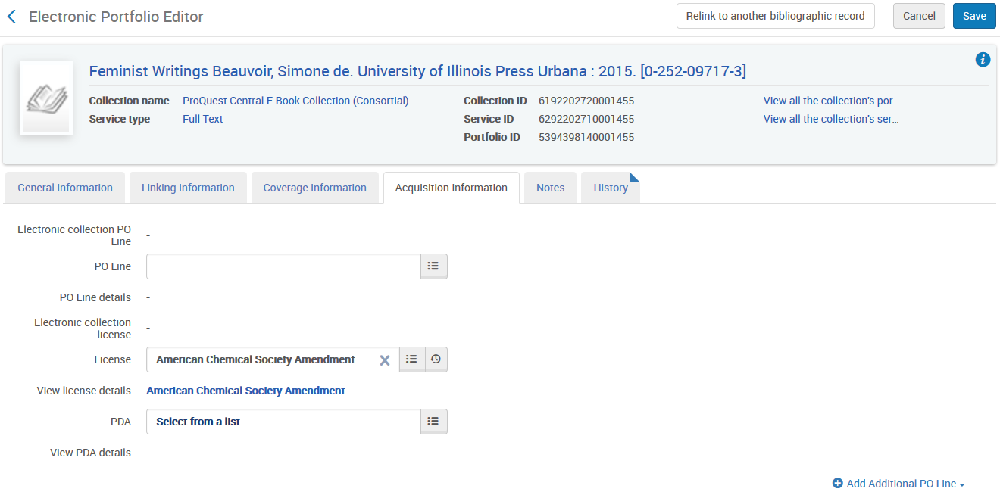 Electronic Portfolio Editor
Relink to another bibliographic record
Cancel
Save
Feminist Writings Beauvoir, Simone de. University of Illinois Press Urbana : 2015. [0-252-09717-3]
Collection name ProQuest Central E-Book Collection (Consortial) Collection ID 6192202720001455 View all the collection's por...
Service type Full Text Service ID 6292202710001455 View all the collection's ser...
Portfolio ID 5394398140001455
General Information Linking Information Coverage Information Acquisition Information Notes History
Electronic collection PO
Line -
PO Line
PO Line details -
Electronic collection
license -
License American Chemical Society Amendment
View license details American Chemical Society Amendment
PDA Select from a list
View PDA details -
Add Additional PO Line